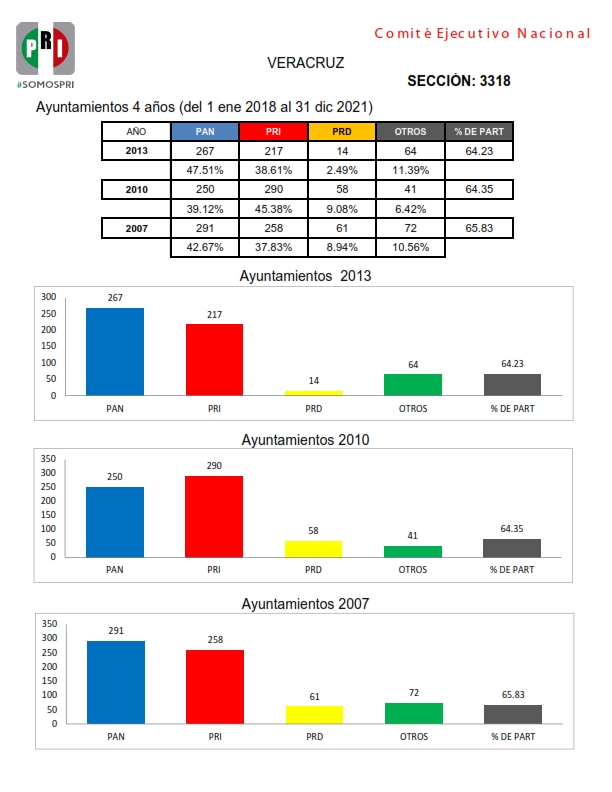 Comité Ejecutivo Nacional
PRI
#SOMOSPRI
VERACRUZ
SECCIÓN: 3318
Ayuntamientos 4 años (del 1 ene 2018 al 31 dic 2021)
AÑO PAN PRI PRD OTROS % DE PART
2013 267 217 14 64 64.23
47.51% 38.61% 2.49% 11.39%
2010 250 290 58 41 64.35
39.12% 45.38% 9.08% 6.42%
2007 291 258 61 72 65.83
42.67% 37.83% 8.94% 10.56%
Ayuntamientos 2013
300
250
200
150
100
50
0
267
217
14
64
64.23
PAN PRI PRD OTROS % DE PART
Ayuntamientos 2010
350
300
250
200
150
100
50
0
250
290
58
41
64.35
PAN PRI PRD OTROS % DE PART
Ayuntamientos 2007
350
300
250
200
150
100
50
0
291
258
61
72
65.83
PAN PRI PRD OTROS % DE PART